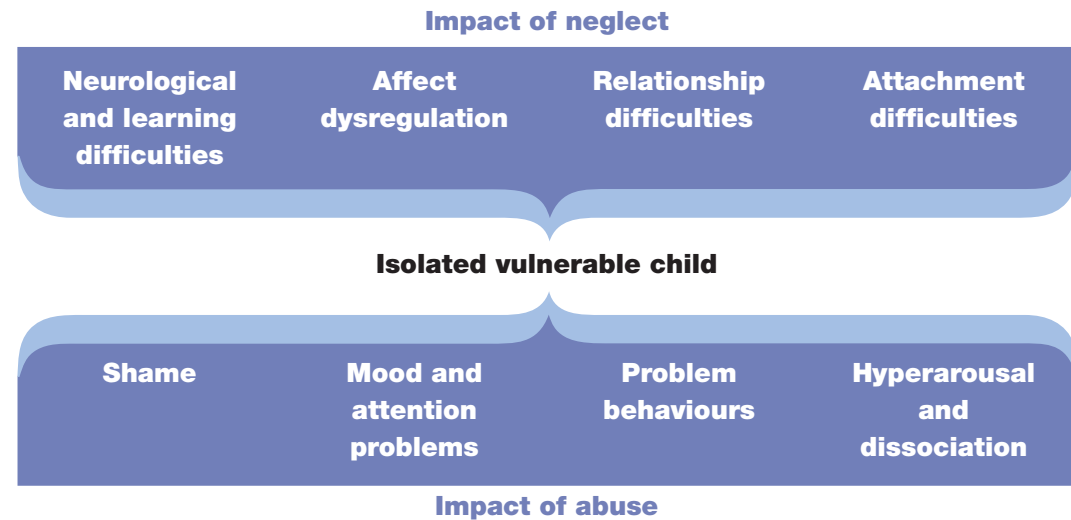 Impact of neglect
Neurological
and learning
difficulties
Affect
dysregulation
Relationship
difficulties
Attachment
difficulties
Isolated vulnerable child
Shame
Mood and
attention
problems
Problem
behaviours
Hyperarousal
and
dissociation
Impact of abuse